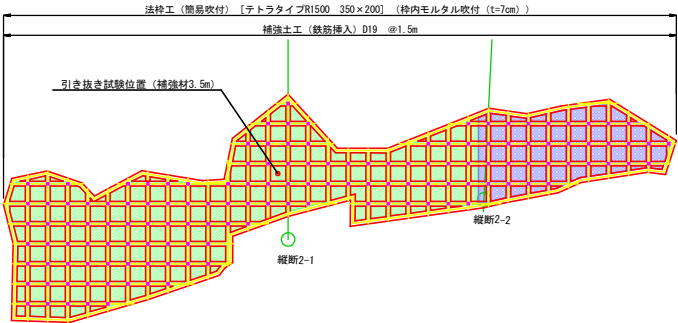 法枠工（簡易吹付） [テトラタイプR1500 350×200] （枠内モルタル吹付（t=7cm））
補強土工（鉄筋挿入）D19 @1.5m
引き抜き試験位置（補強材3.5m）
縦断2-2
縦断2-1